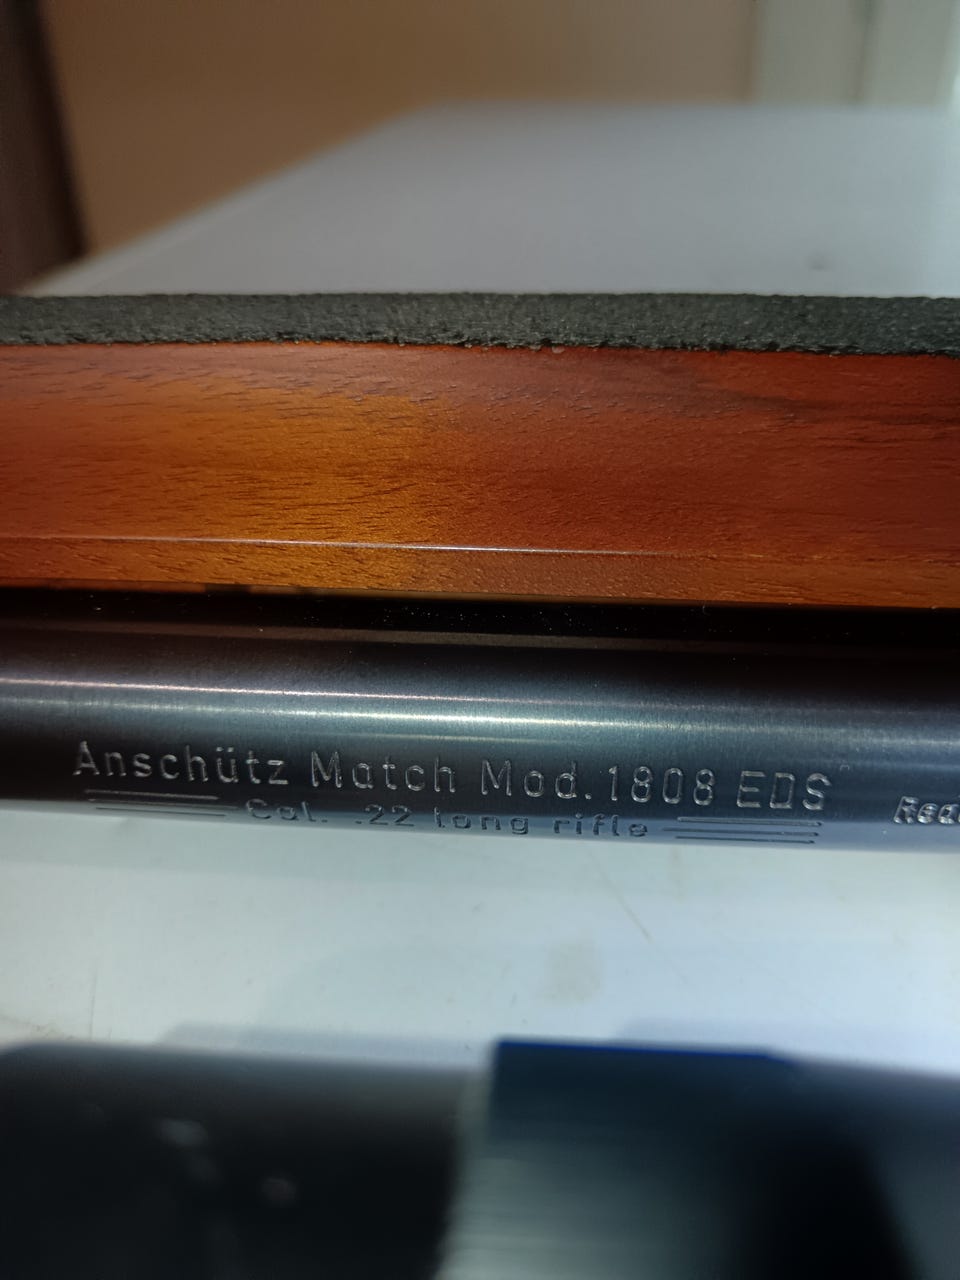 Anschütz Match Mod. 1808 EDS
Cal. .22 long rifle